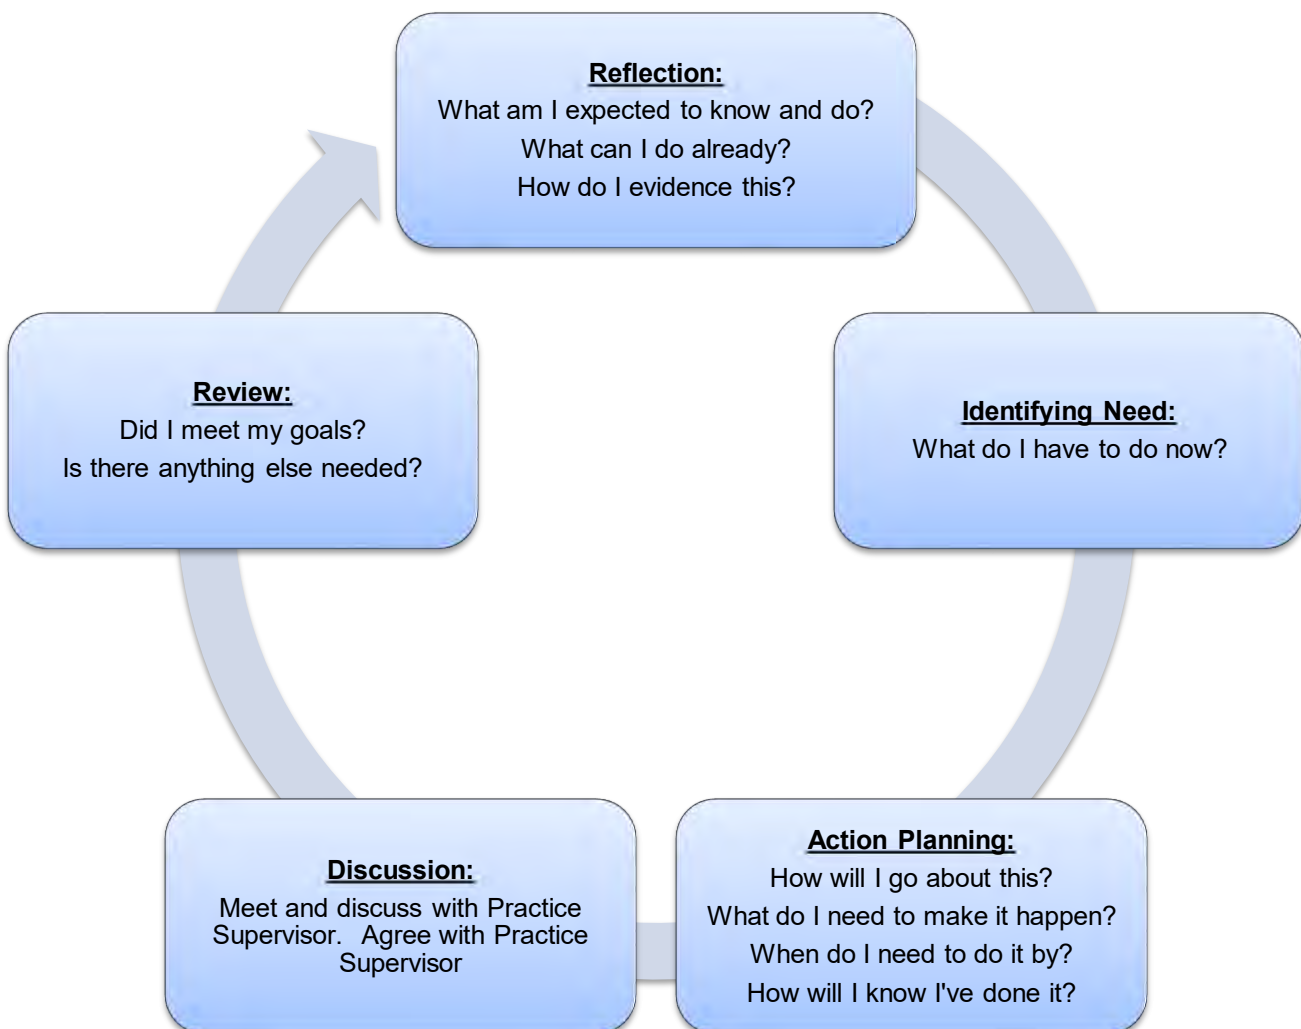 Reflection:
What am I expected to know and do?
What can I do already?
How do I evidence this?
Identifying Need:
What do I have to do now?
Action Planning:
How will I go about this?
What do I need to make it happen?
When do I need to do it by?
How will I know I've done it?
Discussion:
Meet and discuss with Practice
Supervisor.   Agree with Practice
Supervisor
Review:
Did I meet my goals?
Is there anything else needed?